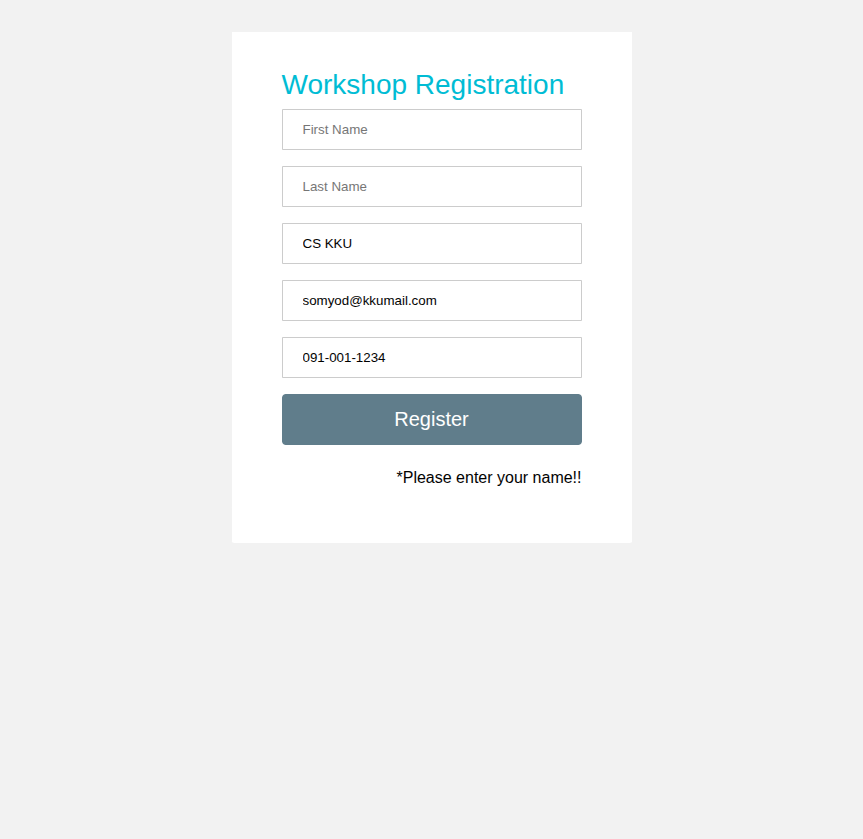 Workshop Registration
First Name
Last Name
CS KKU
somyod@kkumail.com
091-001-1234
Register
*Please enter your name!!